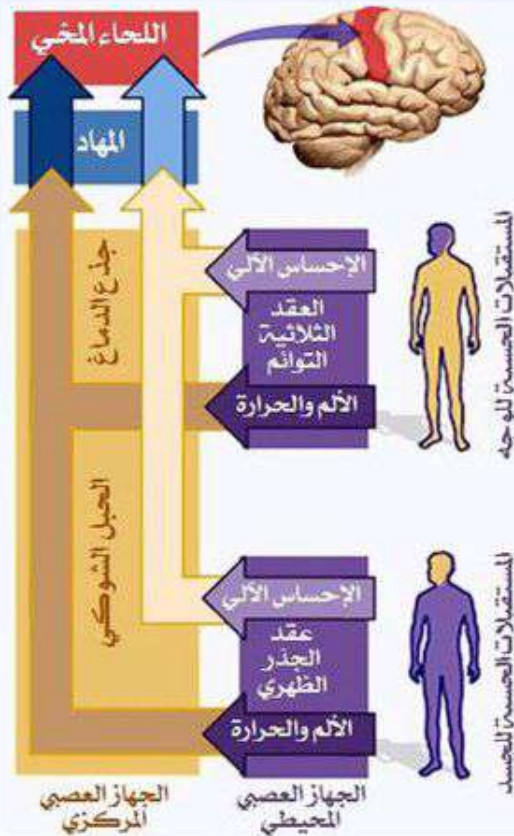 اللحاء المخي
المهاد
جذع الدماغ
الحبل الشوكي
الإحساس الآلي
العقد
الثلاثية
التوائم
الألم والحرارة
المستقبلات الحسية للوجه
الإحساس الآلي
عقد
الجذر
الظهري
الألم والحرارة
المستقبلات الحسية للجسد
الجهاز العصبي
المحيطي
الجهاز العصبي
المركزي